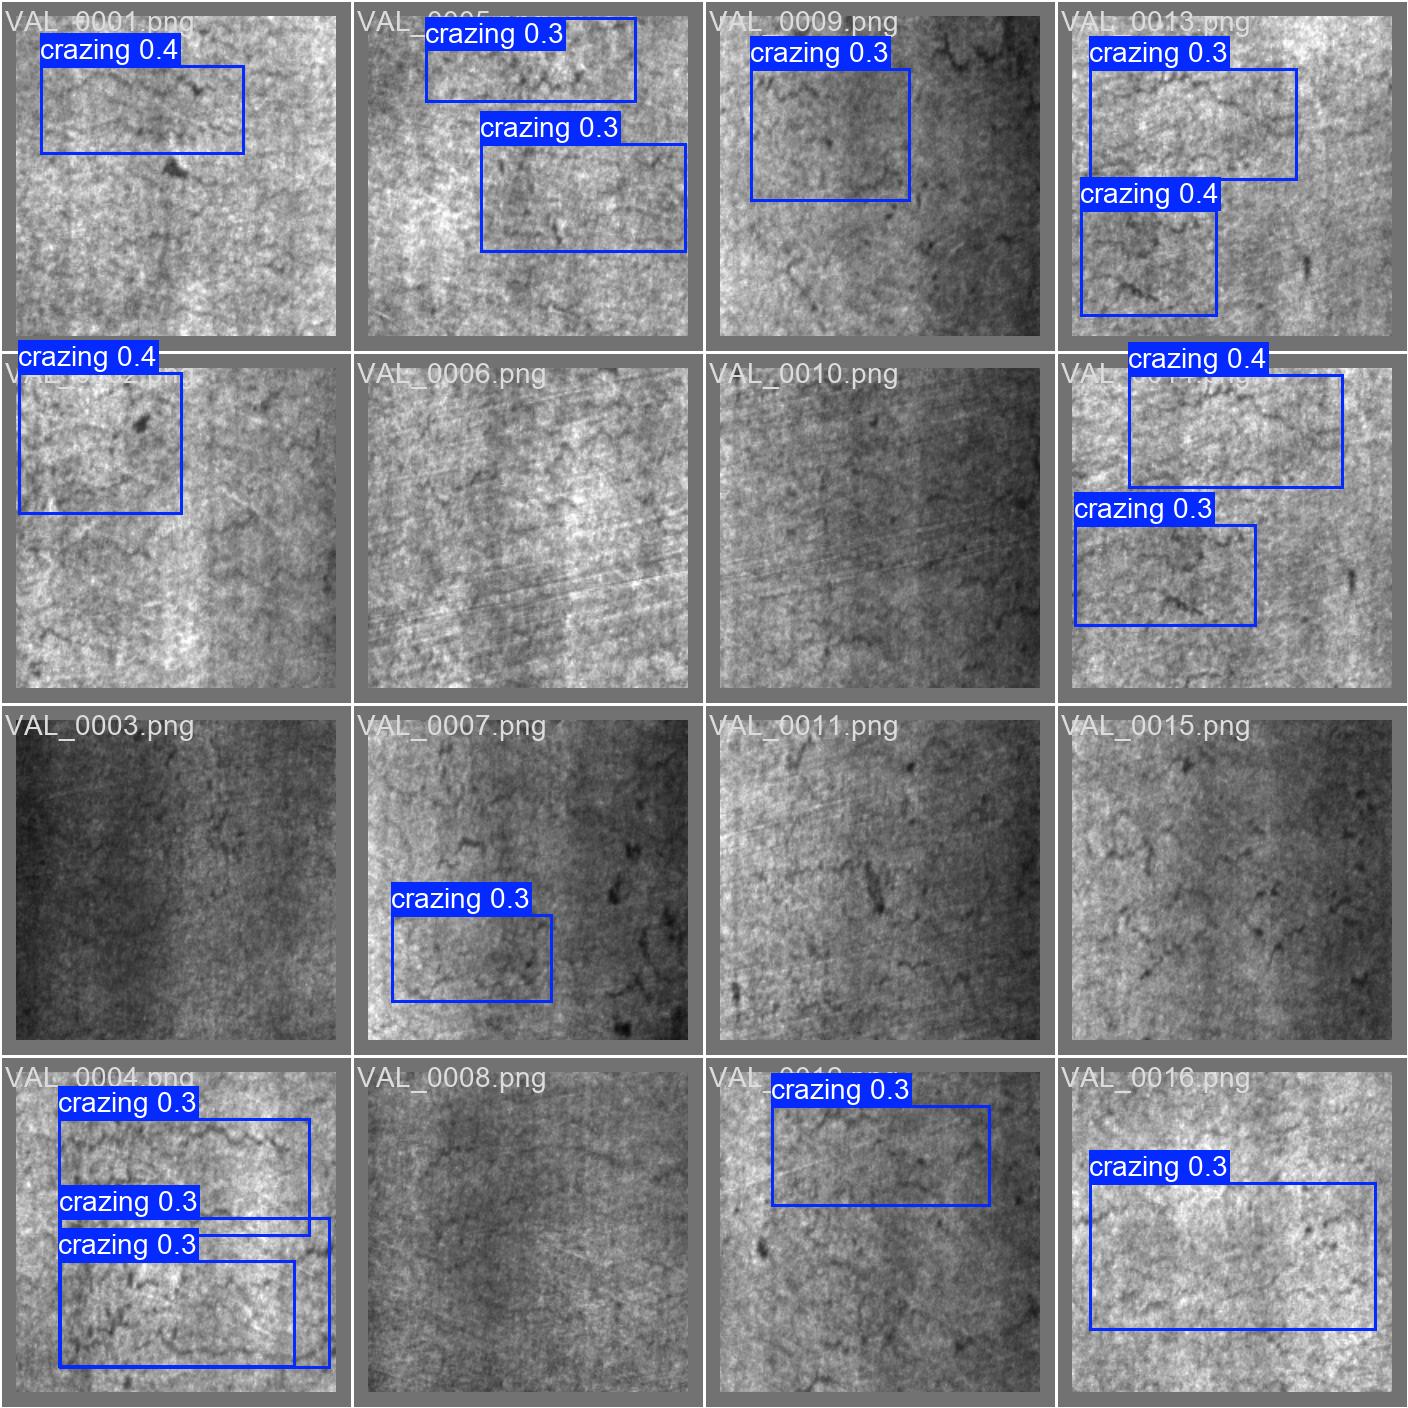 VAL_0001.png
crazing 0.4
crazing 0.3
crazing 0.3
VAL_0009.png
crazing 0.3
VAL_0013.png
crazing 0.3
crazing 0.4
crazing 0.4
VAL_0006.png
VAL_0010.png
crazing 0.4
crazing 0.3
VAL_0003.png
VAL_0007.png
crazing 0.3
VAL_0011.png
VAL_0015.png
VAL_0004.png
crazing 0.3
crazing 0.3
crazing 0.3
VAL_0008.png
crazing 0.3
VAL_0016.png
crazing 0.3